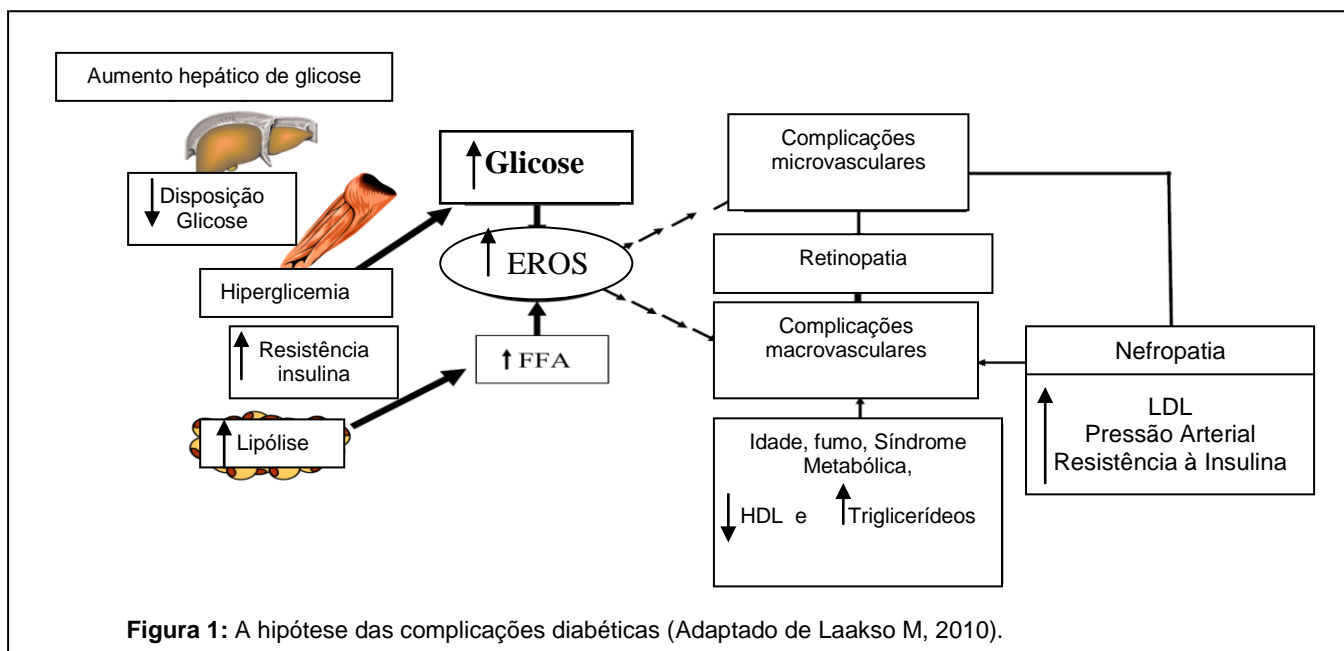 Aumento hepático de glicose
Disposição
Glicose
Hiperglicemia
Resistência
insulina
Lipólise
Glicose
EROS
FFA
Complicações
microvasculares
Retinopatia
Complicações
macrovasculares
Idade, fumo, Síndrome
Metabólica,
HDL e Triglicerídeos
Nefropatia
LDL
Pressão Arterial
Resistência à Insulina
Figura 1: A hipótese das complicações diabéticas (Adaptado de Laakso M, 2010).